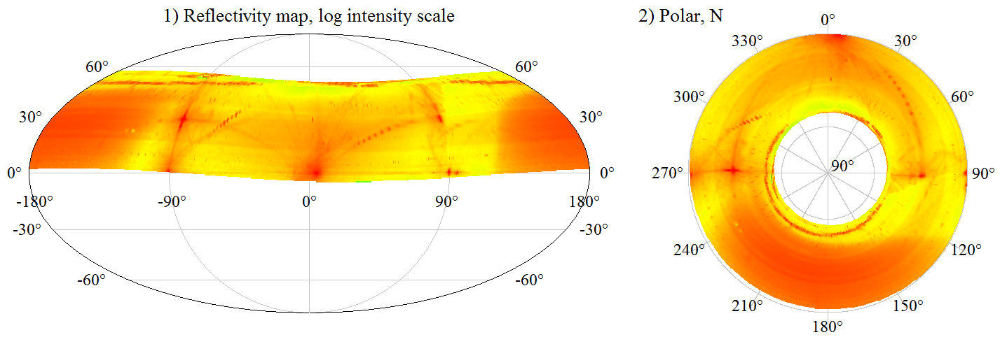 1) Reflectivity map, log intensity scale
60° 60°
30° 30°
0° 0°
-180° -90° 0° 90° 180°
-30° -30°
-60° -60°
2) Polar, N
0°
330° 30°
300° 60°
270° 90° 90°
240° 120°
210° 150°
180°